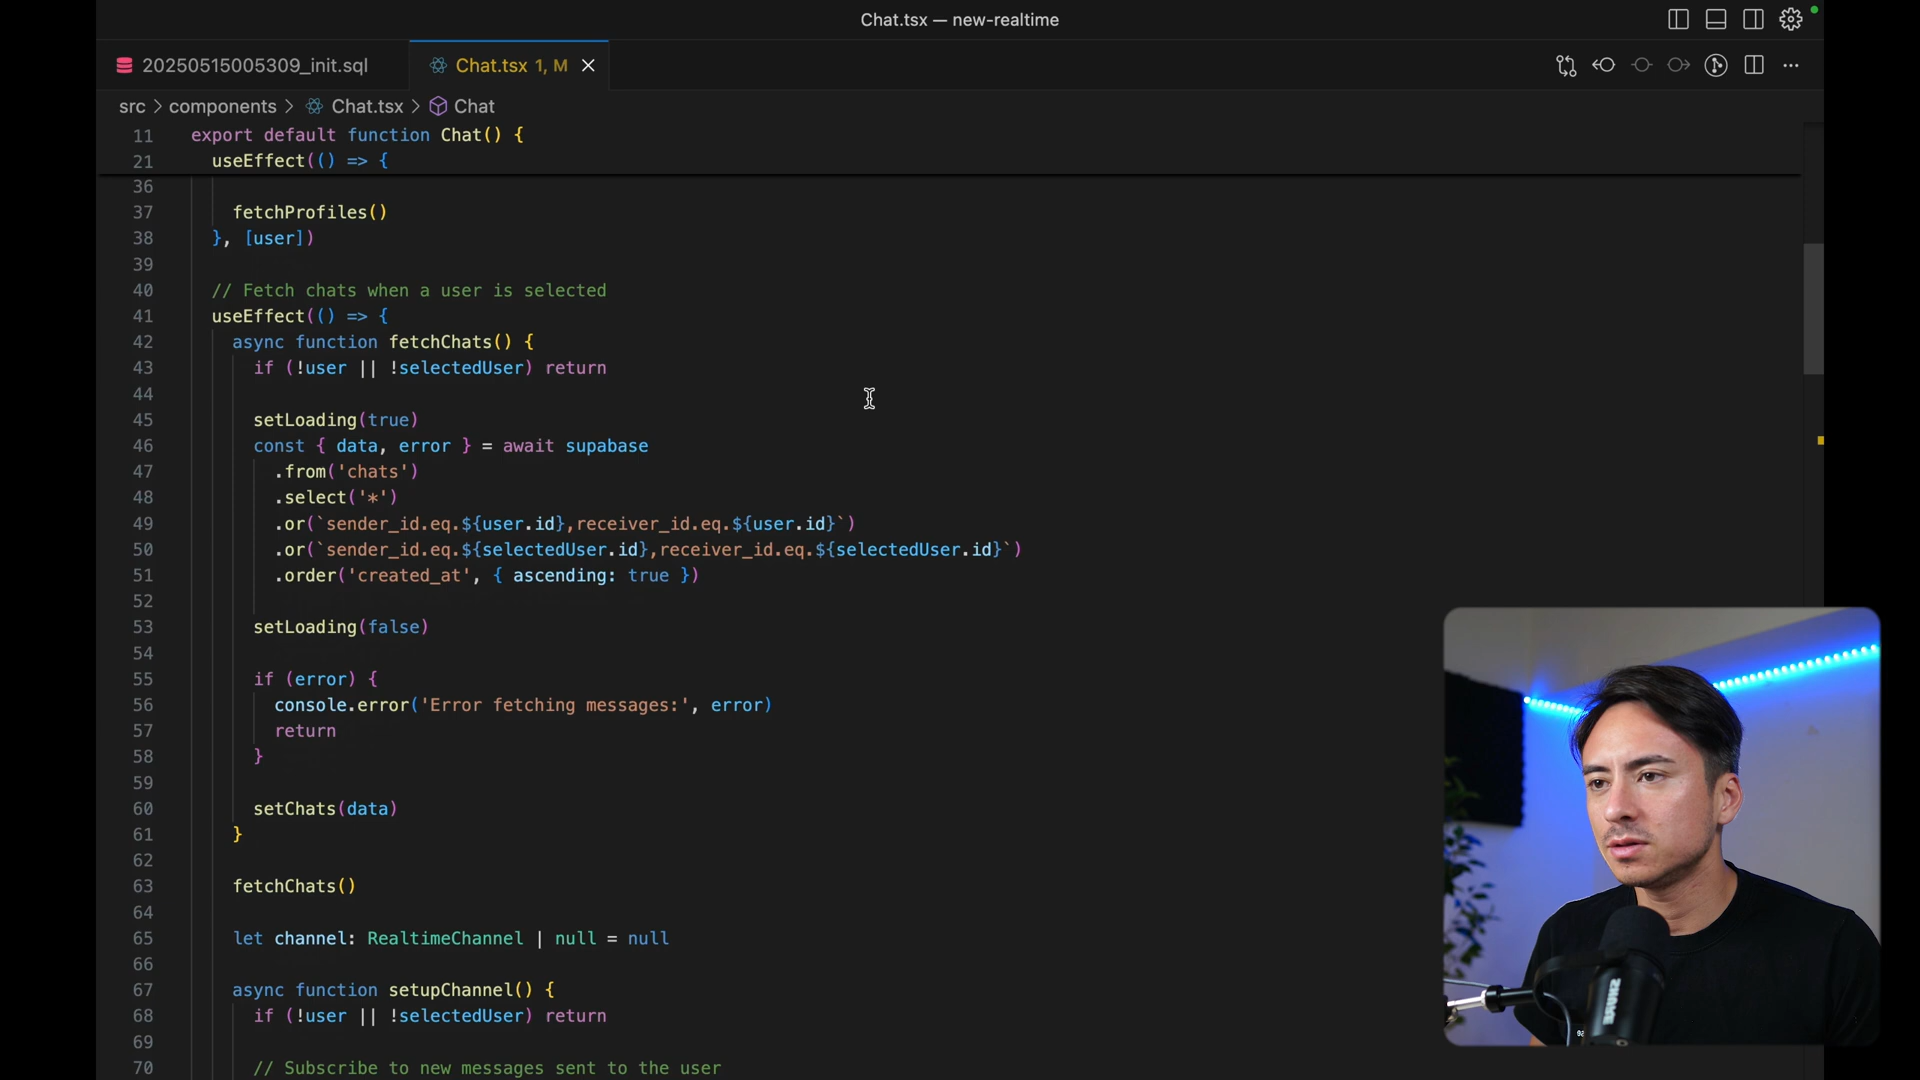 Chat.tsx — new-realtime
20250515005309_init.sql
Chat.tsx 1, M
src > components > Chat.tsx > Chat
11 export default function Chat() {
21 useEffect(() => {
36
37 fetchProfiles()
38 }, [user])
39
40 // Fetch chats when a user is selected
41 useEffect(() => {
42 async function fetchChats() {
43 if (!user || !selectedUser) return
44
45 setLoading(true)
46 const { data, error } = await supabase
47 .from('chats')
48 .select('*')
49 .or(`sender_id.eq.${user.id},receiver_id.eq.${user.id}`)
50 .or(`sender_id.eq.${selectedUser.id},receiver_id.eq.${selectedUser.id}`)
51 .order('created_at', { ascending: true })
52
53 setLoading(false)
54
55 if (error) {
56 console.error('Error fetching messages:', error)
57 return
58 }
59
60 setChats(data)
61 }
62
63 fetchChats()
64
65 let channel: RealtimeChannel | null = null
66
67 async function setupChannel() {
68 if (!user || !selectedUser) return
69
70 // Subscribe to new messages sent to the user
SHURE